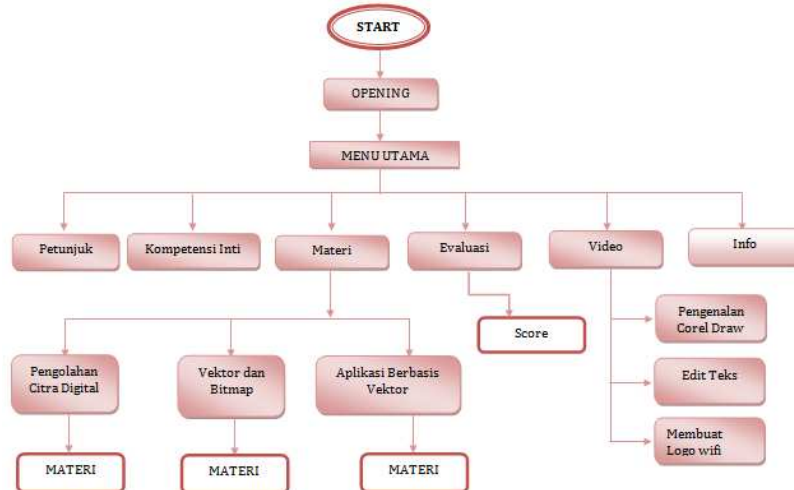 START
OPENING
MENU UTAMA
Petunjuk
Kompetensi Inti
Materi
Evaluasi
Video
Info
Score
Pengenalan
Corel Draw
Edit Teks
Membuat
Logo wifi
Pengolahan
Citra Digital
Vektor dan
Bitmap
Aplikasi Berbasis
Vektor
MATERI
MATERI
MATERI